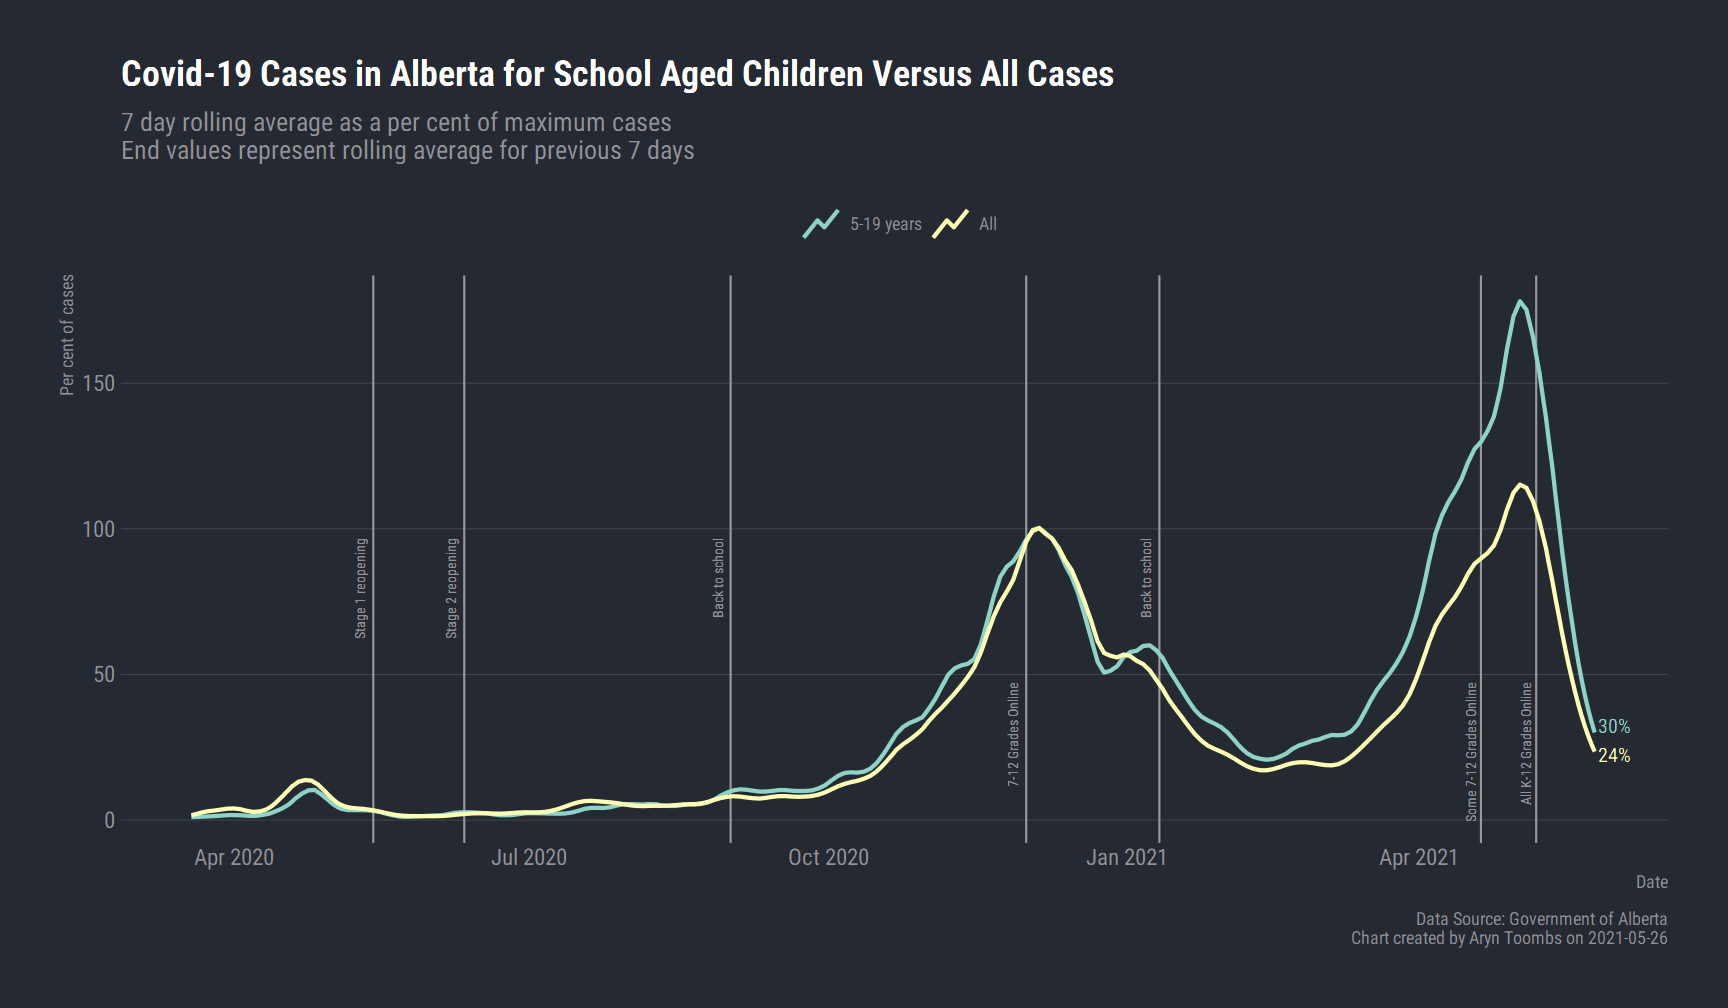 Covid-19 Cases in Alberta for School Aged Children Versus All Cases
7 day rolling average as a per cent of maximum cases
End values represent rolling average for previous 7 days
5-19 years
All
Per cent of cases
150
100
50
0
Stage 1 reopening
Stage 2 reopening
Back to school
7-12 Grades Online
Back to school
Some 7-12 Grades Online
All K-12 Grades Online
30%
24%
Apr 2020
Jul 2020
Oct 2020
Jan 2021
Apr 2021
Date
Data Source: Government of Alberta
Chart created by Aryn Toombs on 2021-05-26